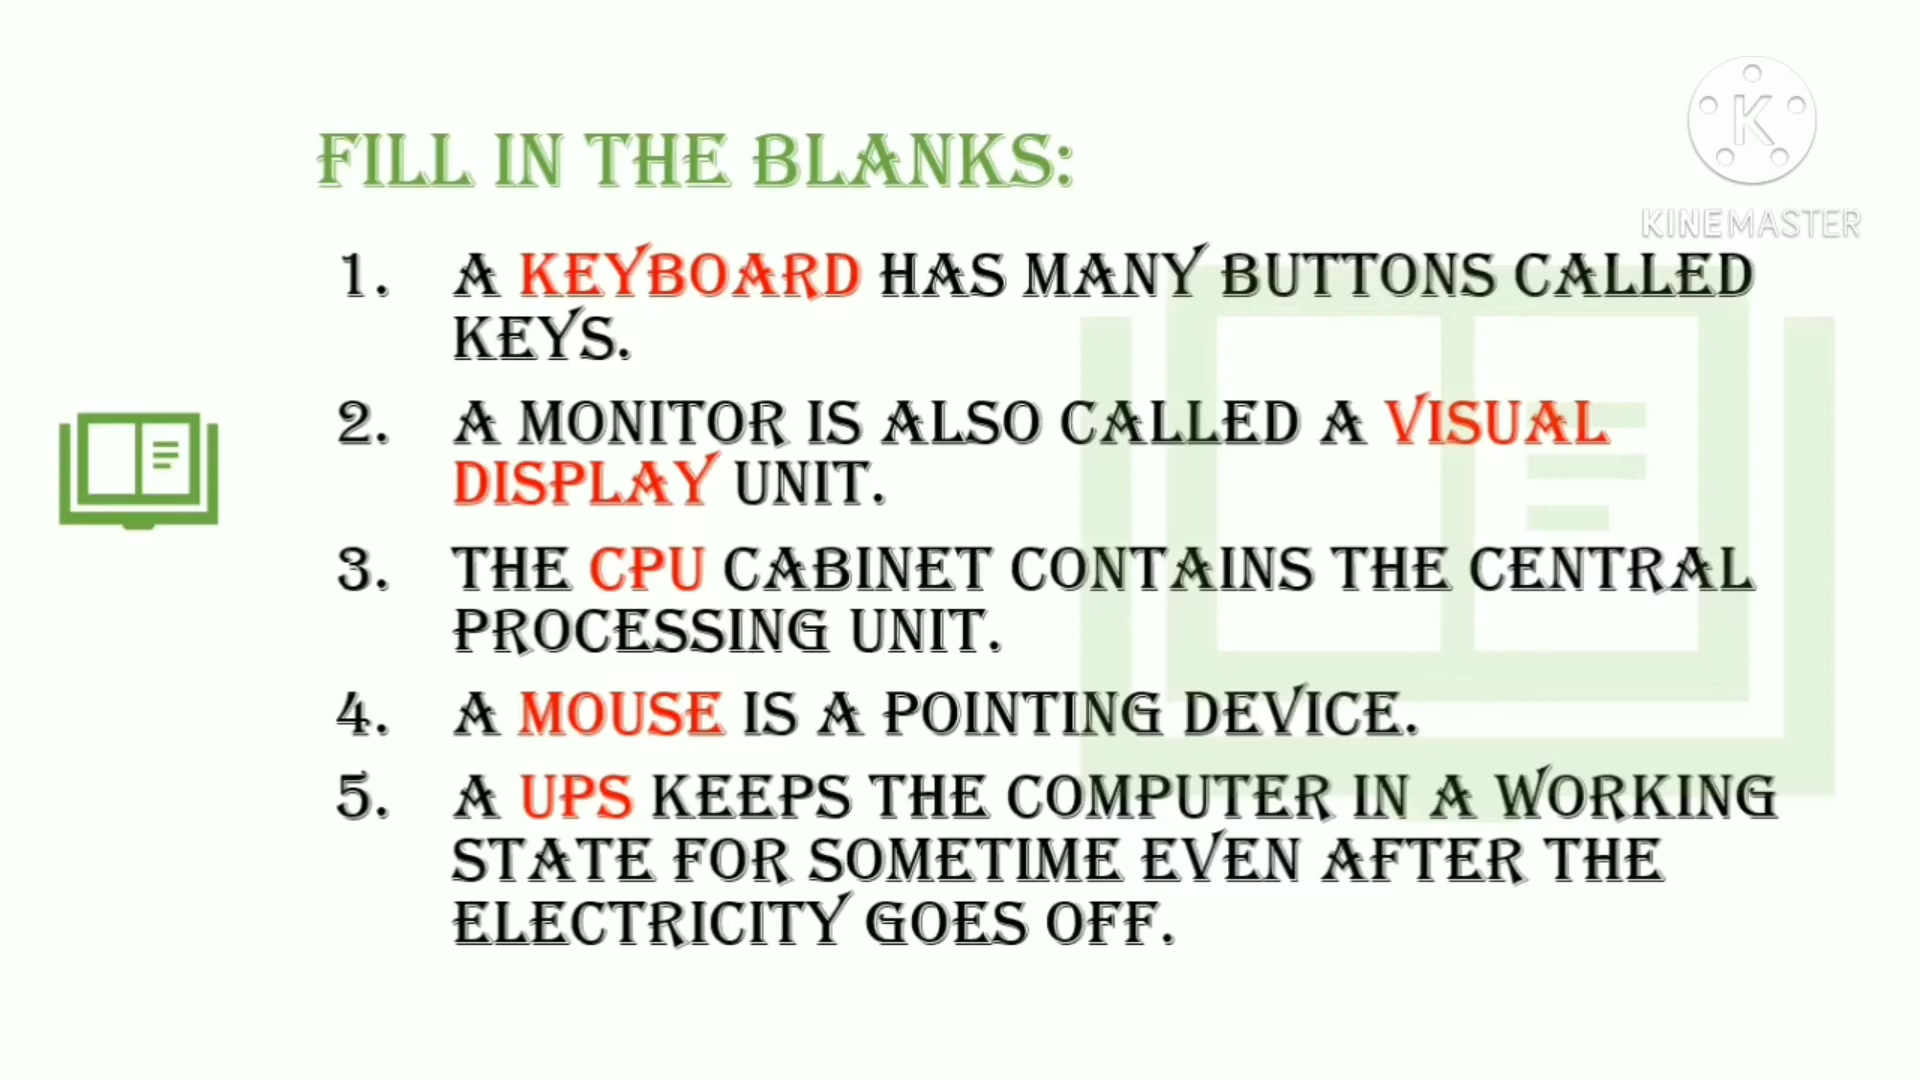 FILL IN THE BLANKS:
K
KINEMASTER
1. A KEYBOARD HAS MANY BUTTONS CALLED
KEYS.
2. A MONITOR IS ALSO CALLED A VISUAL
DISPLAY UNIT.
3. THE CPU CABINET CONTAINS THE CENTRAL
PROCESSING UNIT.
4. A MOUSE IS A POINTING DEVICE.
5. A UPS KEEPS THE COMPUTER IN A WORKING
STATE FOR SOMETIME EVEN AFTER THE
ELECTRICITY GOES OFF.